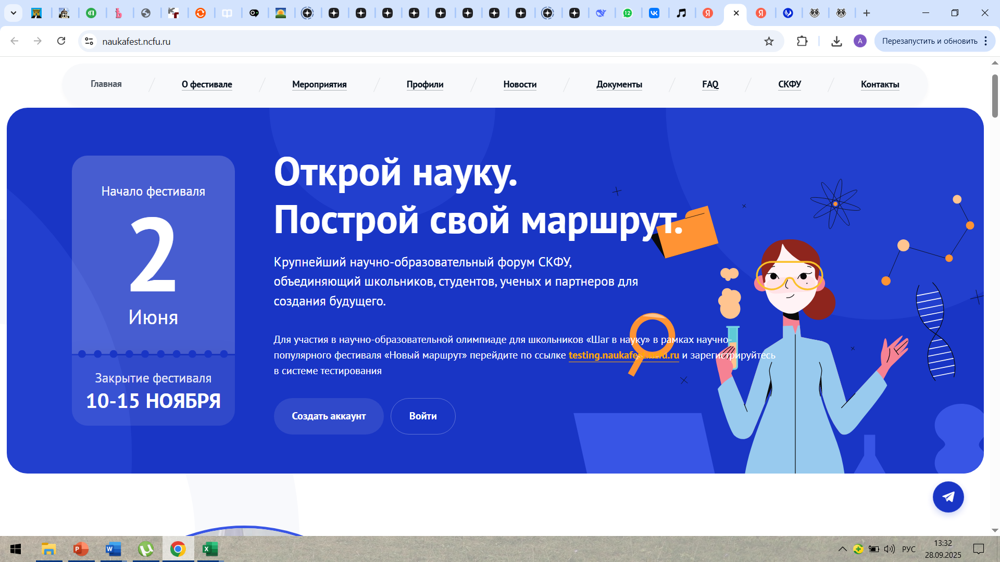 naukafest.ncfu.ru
Перезапустить и обновить
Главная
О фестивале
Мероприятия
Профили
Новости
Документы
FAQ
СКФУ
Контакты
Начало фестиваля
2
Июня
Закрытие фестиваля
10-15 НОЯБРЯ
Открой науку.
Построй свой маршрут.
Крупнейший научно-образовательный форум СКФУ,
объединяющий школьников, студентов, ученых и партнеров для
создания будущего.
Для участия в научно-образовательной олимпиаде для школьников «Шаг в науку» в рамках научно-
популярного фестиваля «Новый маршрут» перейдите по ссылке testing.naukafest.ncfu.ru и зарегистрируйтесь
в системе тестирования
Создать аккаунт
Войти
РУС
13:32
28.09.2025